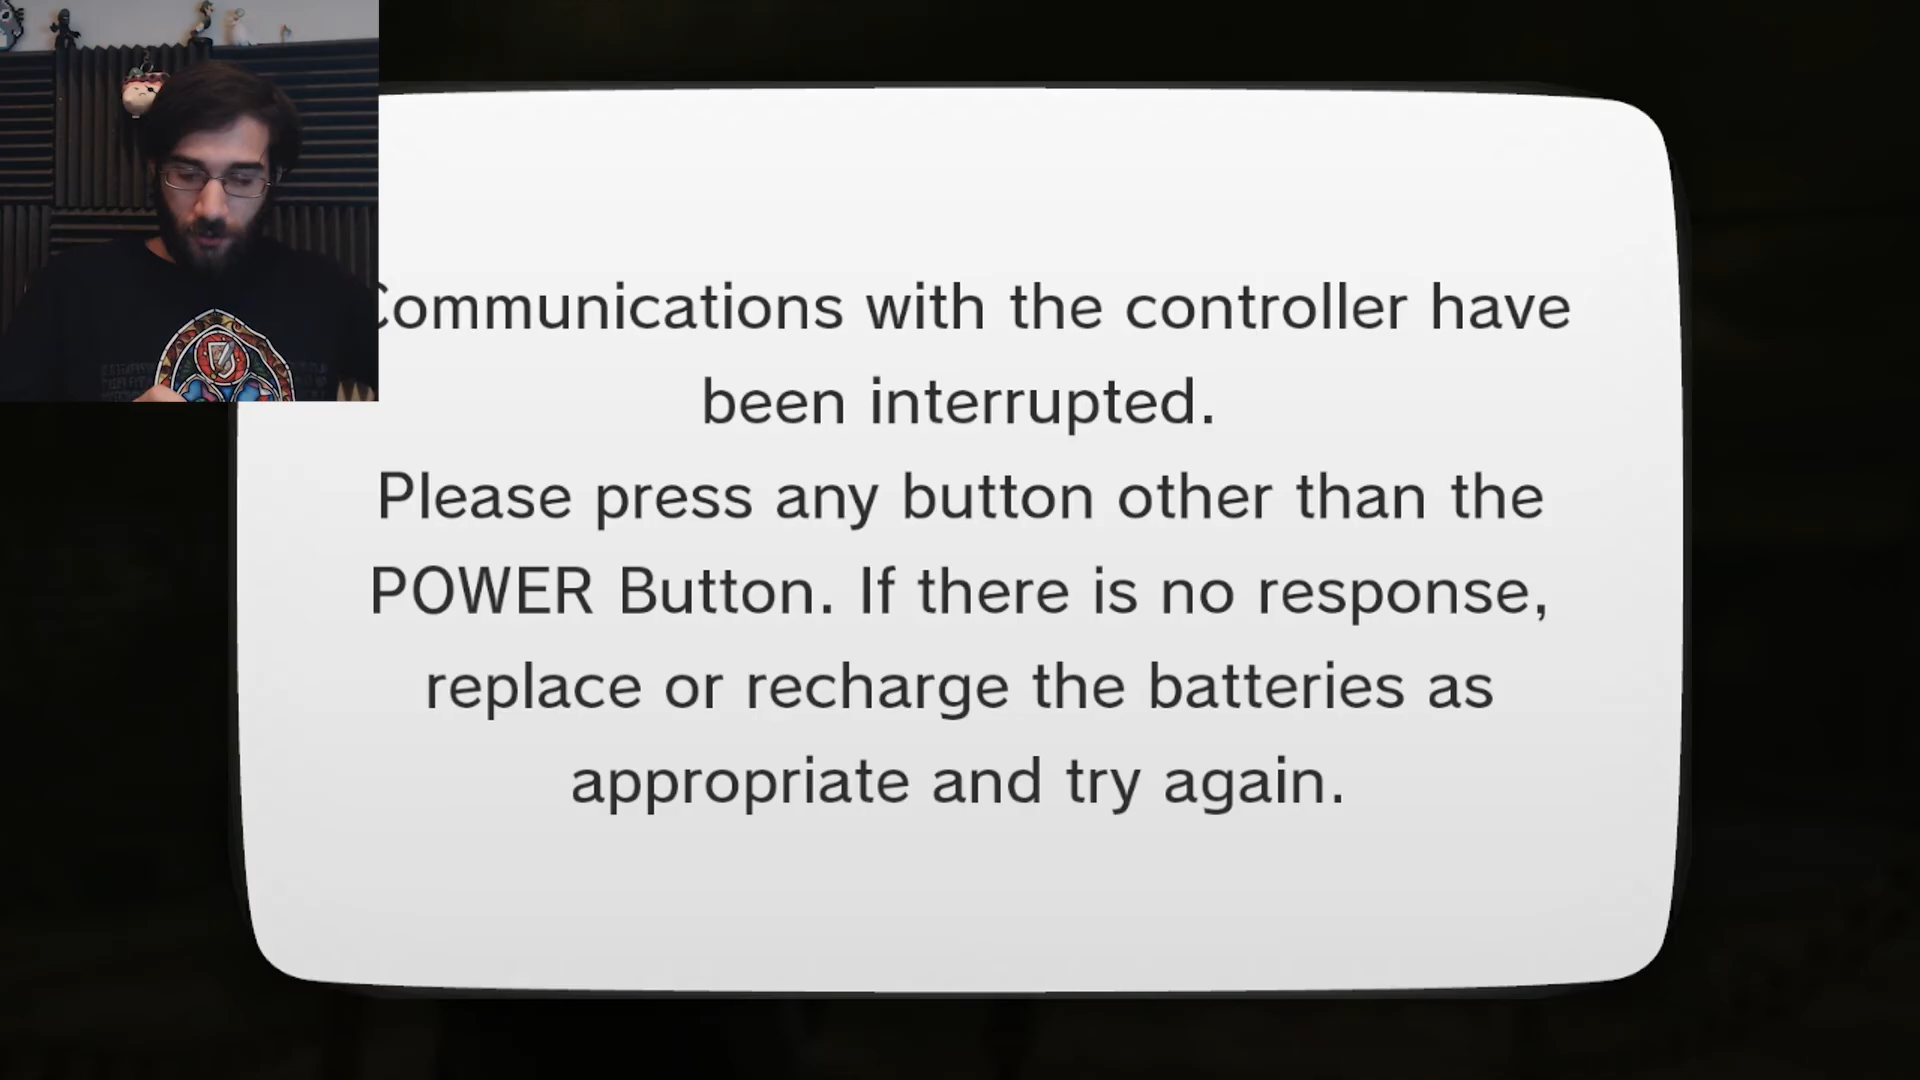 Communications with the controller have
been interrupted.
Please press any button other than the
POWER Button. If there is no response,
replace or recharge the batteries as
appropriate and try again.